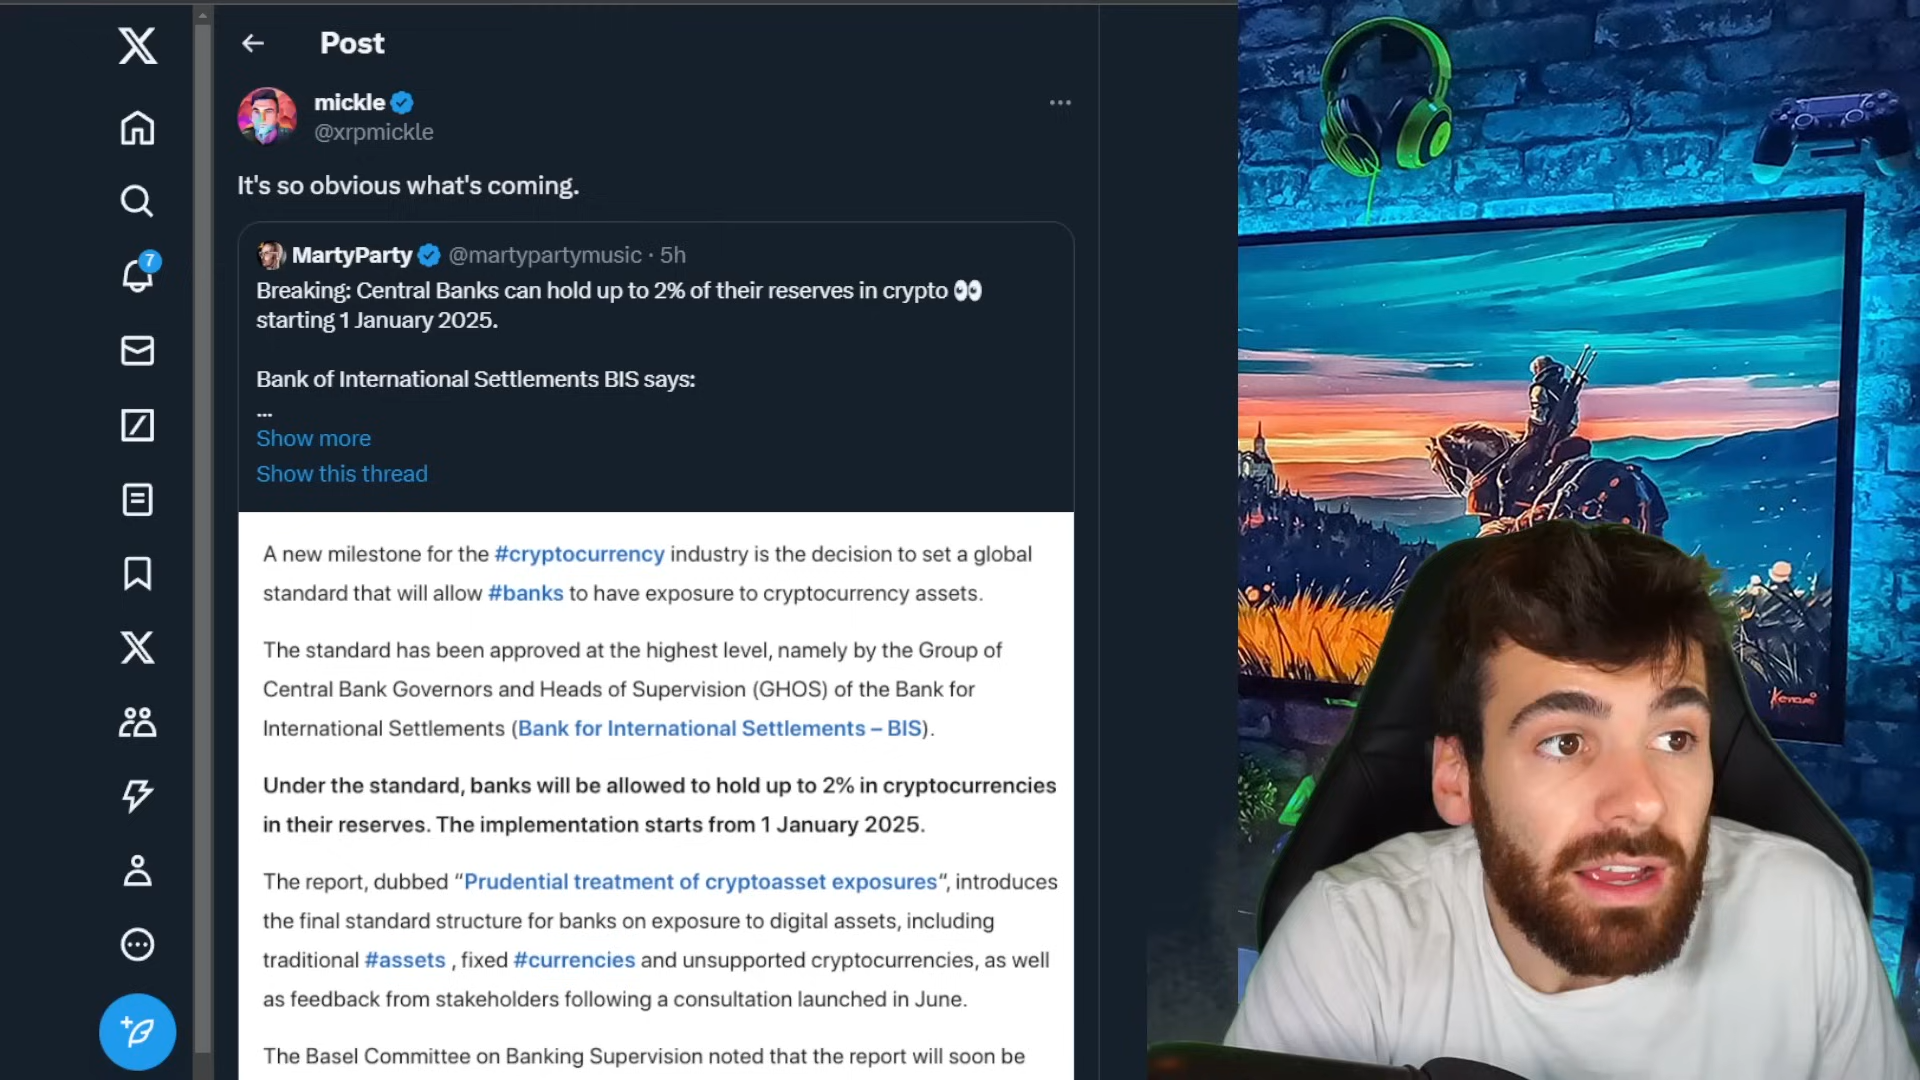 Post
mickle
@xrpmickle
It's so obvious what's coming.
7
MartyParty @martypartymusic · 5h
Breaking: Central Banks can hold up to 2% of their reserves in crypto 👀
starting 1 January 2025.
Bank of International Settlements BIS says:
...
Show more
Show this thread
A new milestone for the #cryptocurrency industry is the decision to set a global
standard that will allow #banks to have exposure to cryptocurrency assets.
The standard has been approved at the highest level, namely by the Group of
Central Bank Governors and Heads of Supervision (GHOS) of the Bank for
International Settlements (Bank for International Settlements – BIS).
Under the standard, banks will be allowed to hold up to 2% in cryptocurrencies
in their reserves. The implementation starts from 1 January 2025.
The report, dubbed “Prudential treatment of cryptoasset exposures“, introduces
the final standard structure for banks on exposure to digital assets, including
traditional #assets , fixed #currencies and unsupported cryptocurrencies, as well
as feedback from stakeholders following a consultation launched in June.
The Basel Committee on Banking Supervision noted that the report will soon be